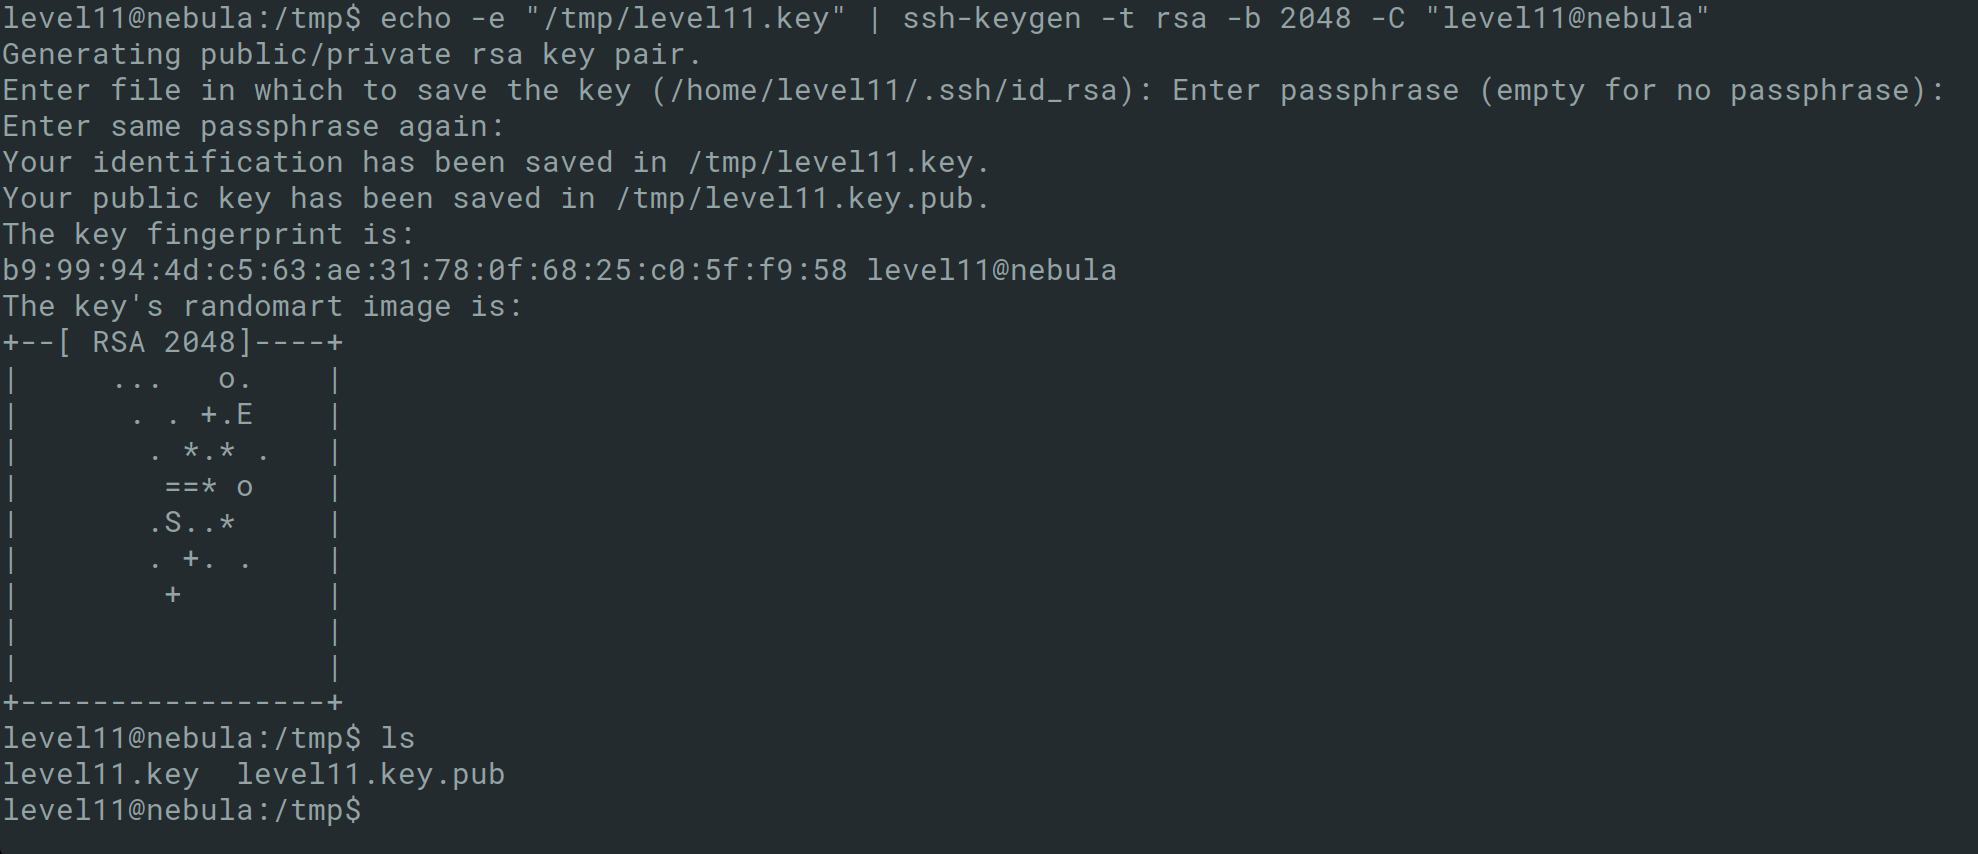 level11@nebula:/tmp$ echo -e "/tmp/level11.key" | ssh-keygen -t rsa -b 2048 -C "level11@nebula"
Generating public/private rsa key pair.
Enter file in which to save the key (/home/level11/.ssh/id_rsa): Enter passphrase (empty for no passphrase):
Enter same passphrase again:
Your identification has been saved in /tmp/level11.key.
Your public key has been saved in /tmp/level11.key.pub.
The key fingerprint is:
b9:99:94:4d:c5:63:ae:31:78:0f:68:25:c0:5f:f9:58 level11@nebula
The key's randomart image is:
+--[ RSA 2048]----+
|     ...   o.    |
|      . . +.E    |
|       . *.* .   |
|        ==* o    |
|       .S..*     |
|       . +. .    |
|        +        |
|                 |
|                 |
+-----------------+
level11@nebula:/tmp$ ls
level11.key  level11.key.pub
level11@nebula:/tmp$